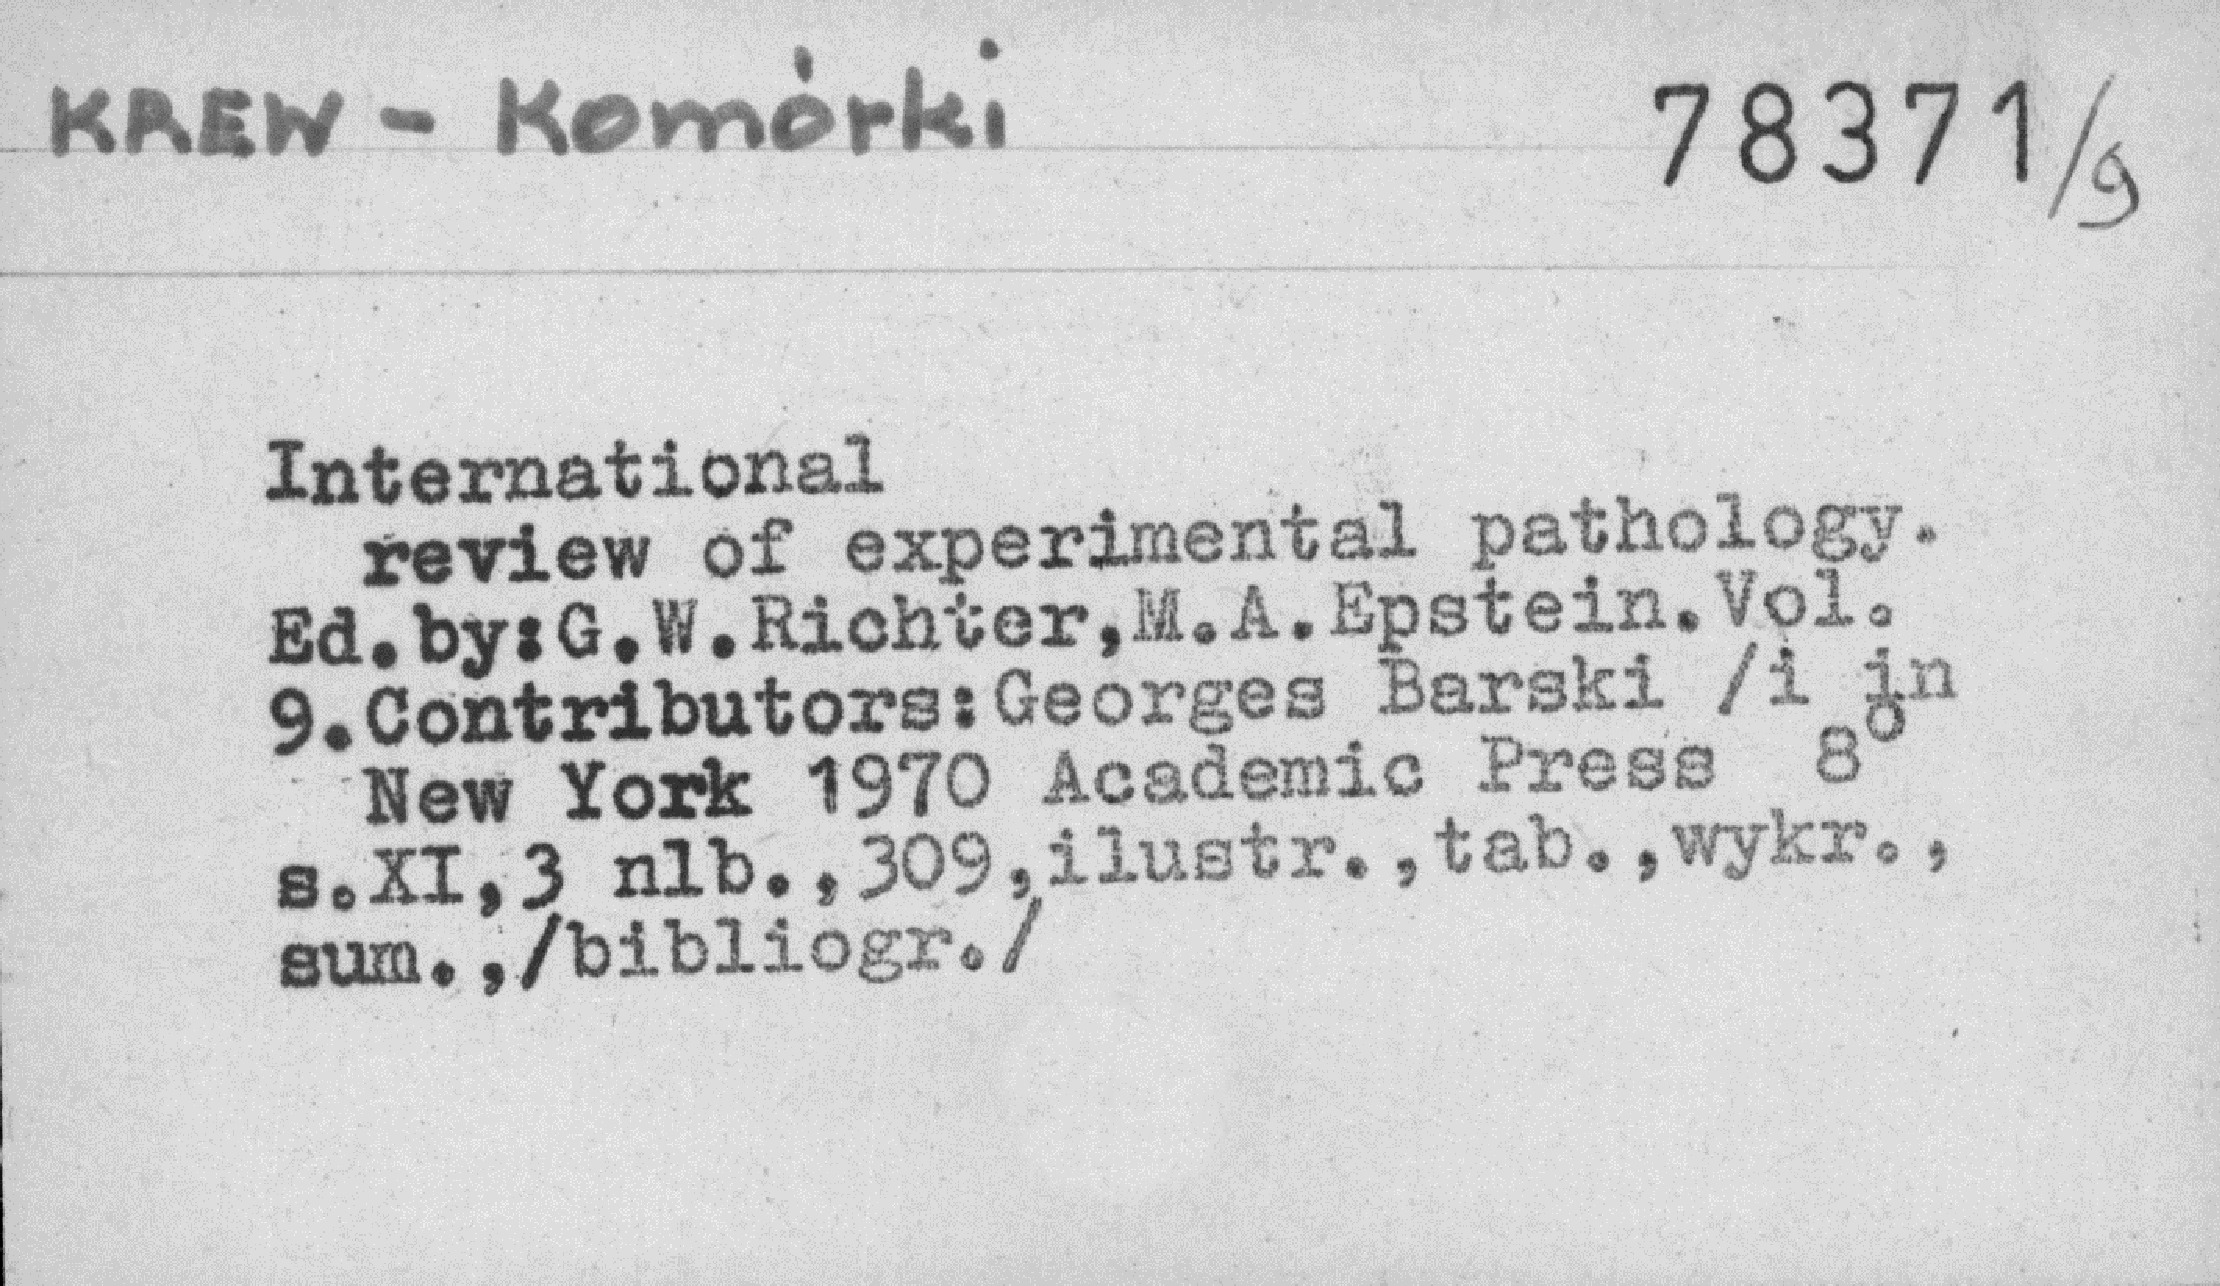 KREW - Komórki
78371/9
International
review of experimental pathology.
Ed.by:G.W.Richter,M.A.Epstein.Vol.
9.Contributors:Georges Barski /i in
New York 1970 Academic Press 8°
s.XI,3 nlb.,309,ilustr.,tab.,wykr.,
sum.,/bibliogr./